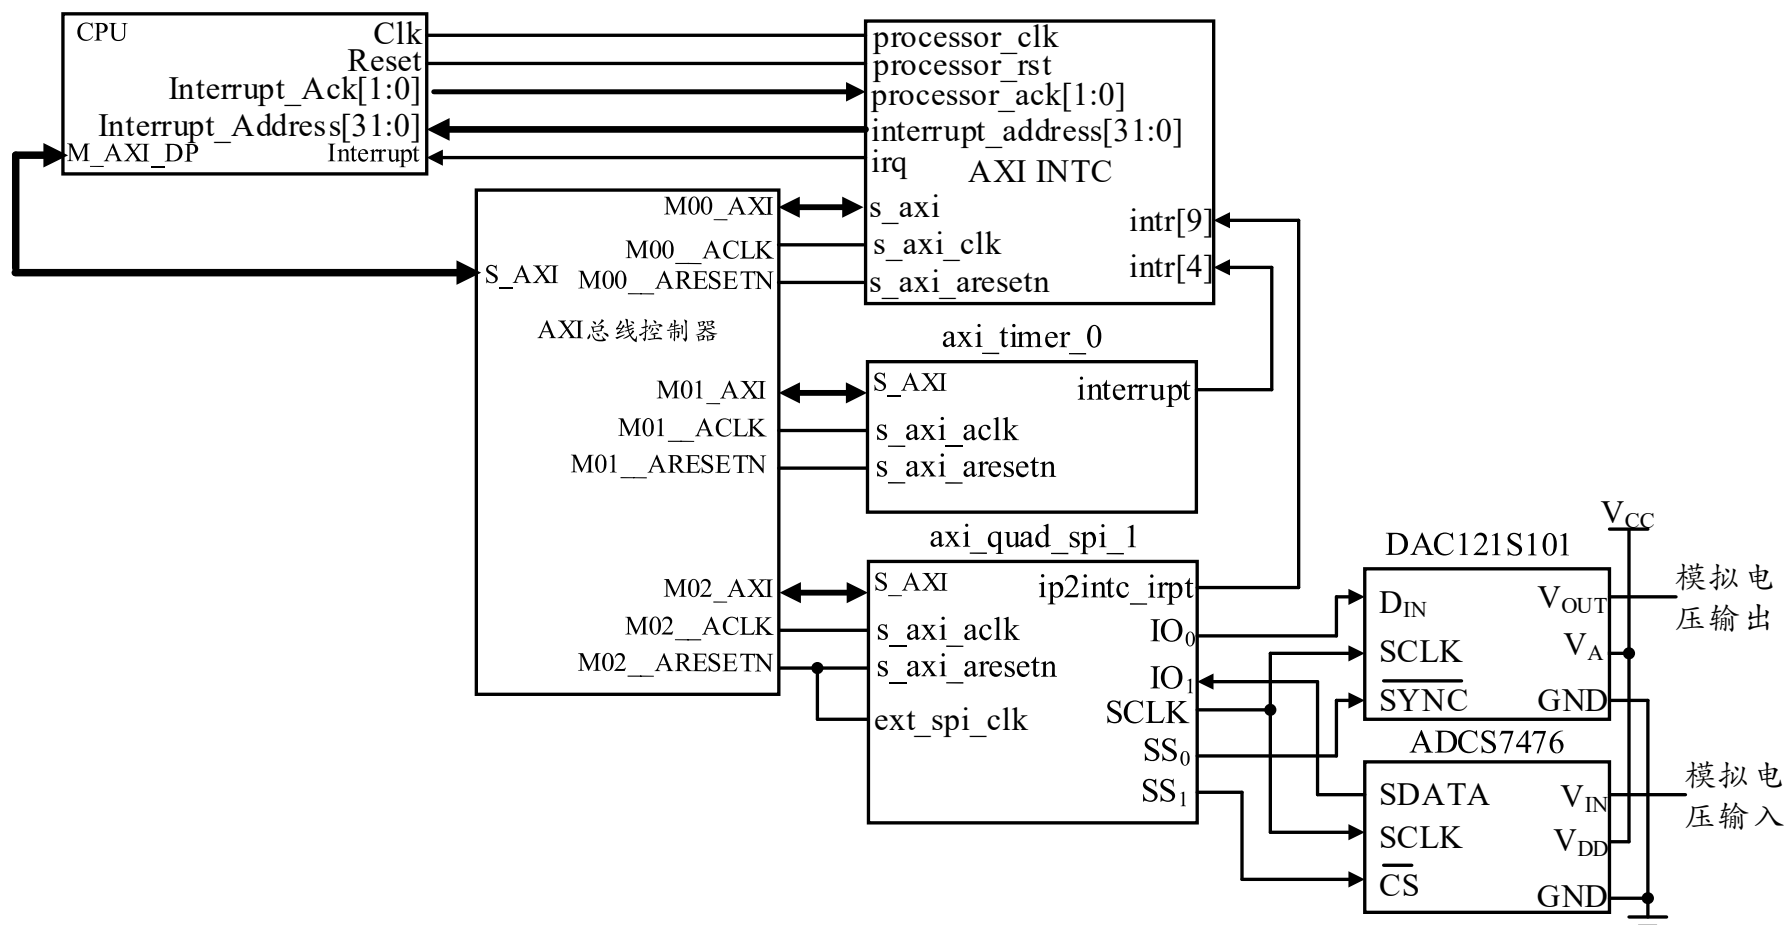 CPU
Clk
Reset
Interrupt_Ack[1:0]
Interrupt_Address[31:0]
M_AXI_DP
Interrupt
processor_clk
processor_rst
processor_ack[1:0]
interrupt_address[31:0]
irq
AXI INTC
s_axi
s_axi_clk
s_axi_aresetn
intr[9]
intr[4]
M00_AXI
M00__ACLK
S_AXI
M00__ARESETN
AXI总线控制器
M01_AXI
M01__ACLK
M01__ARESETN
M02_AXI
M02__ACLK
M02__ARESETN
axi_timer_0
S_AXI
interrupt
s_axi_aclk
s_axi_aresetn
axi_quad_spi_1
S_AXI
ip2intc_irpt
s_axi_aclk
IO0
s_axi_aresetn
IO1
SCLK
ext_spi_clk
SS0
SS1
VCC
DAC121S101
DIN
VOUT
SCLK
VA
SYNC
GND
模拟电
压输出
ADCS7476
SDATA
VIN
SCLK
VDD
CS
GND
模拟电
压输入